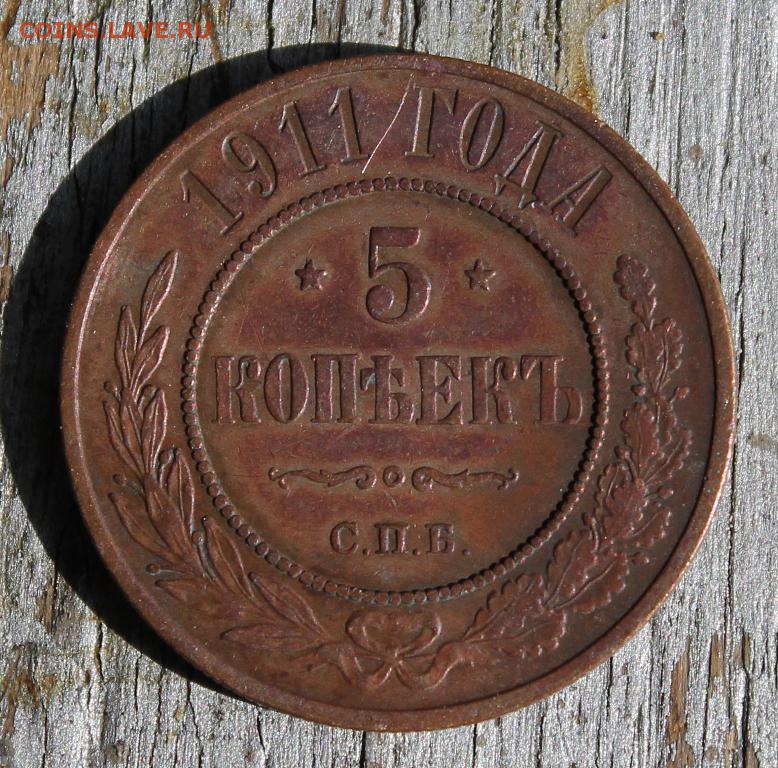 COINS.LAVE.RU
1911 ГОДА
5
КОПѢЕКЪ
С.П.Б.